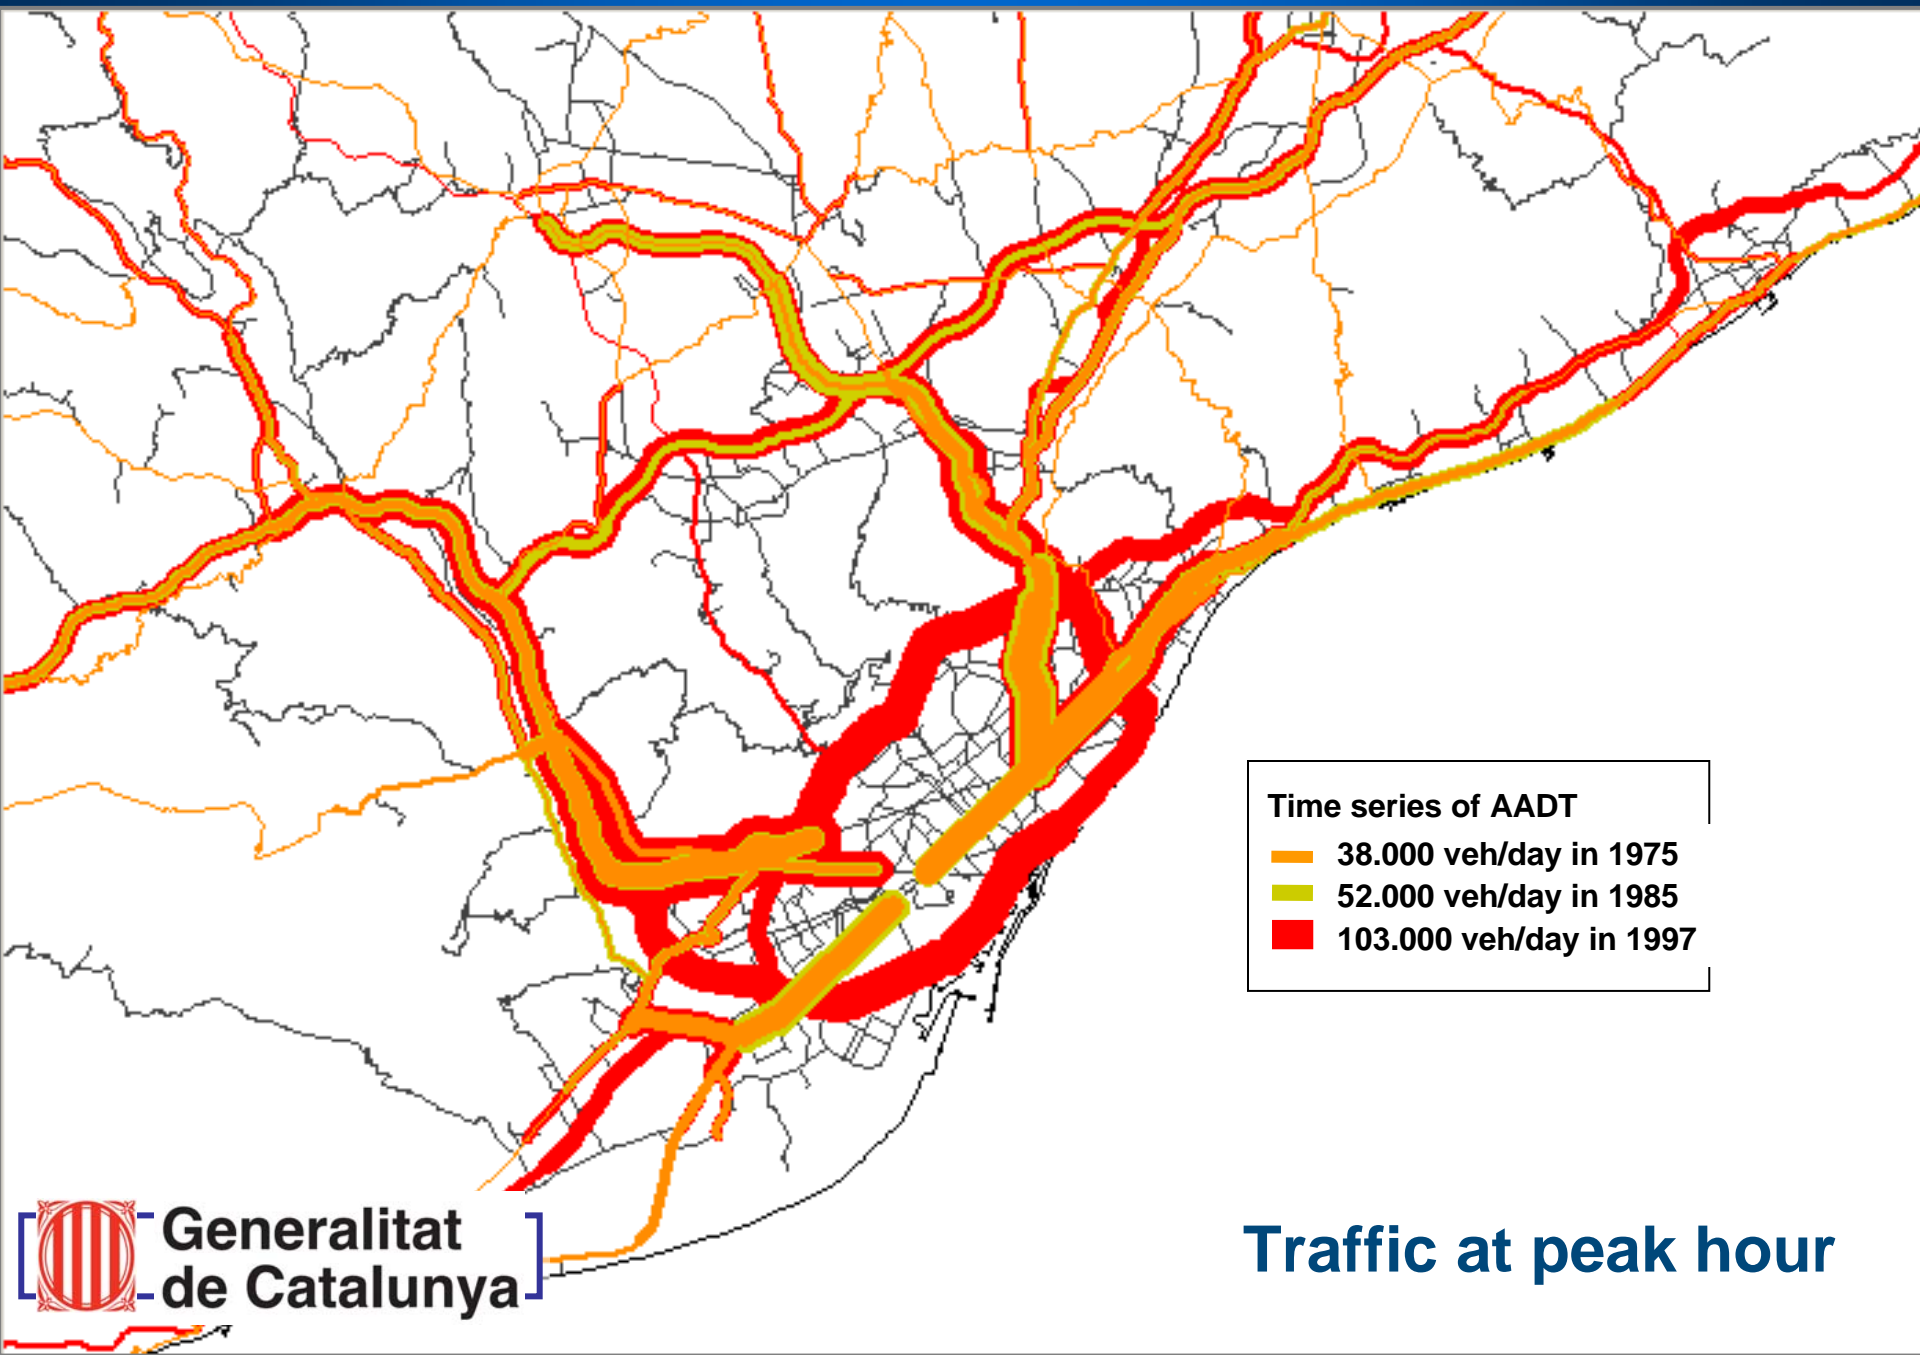 Time series of AADT
38.000 veh/day in 1975
52.000 veh/day in 1985
103.000 veh/day in 1997
Generalitat
de Catalunya
Traffic at peak hour